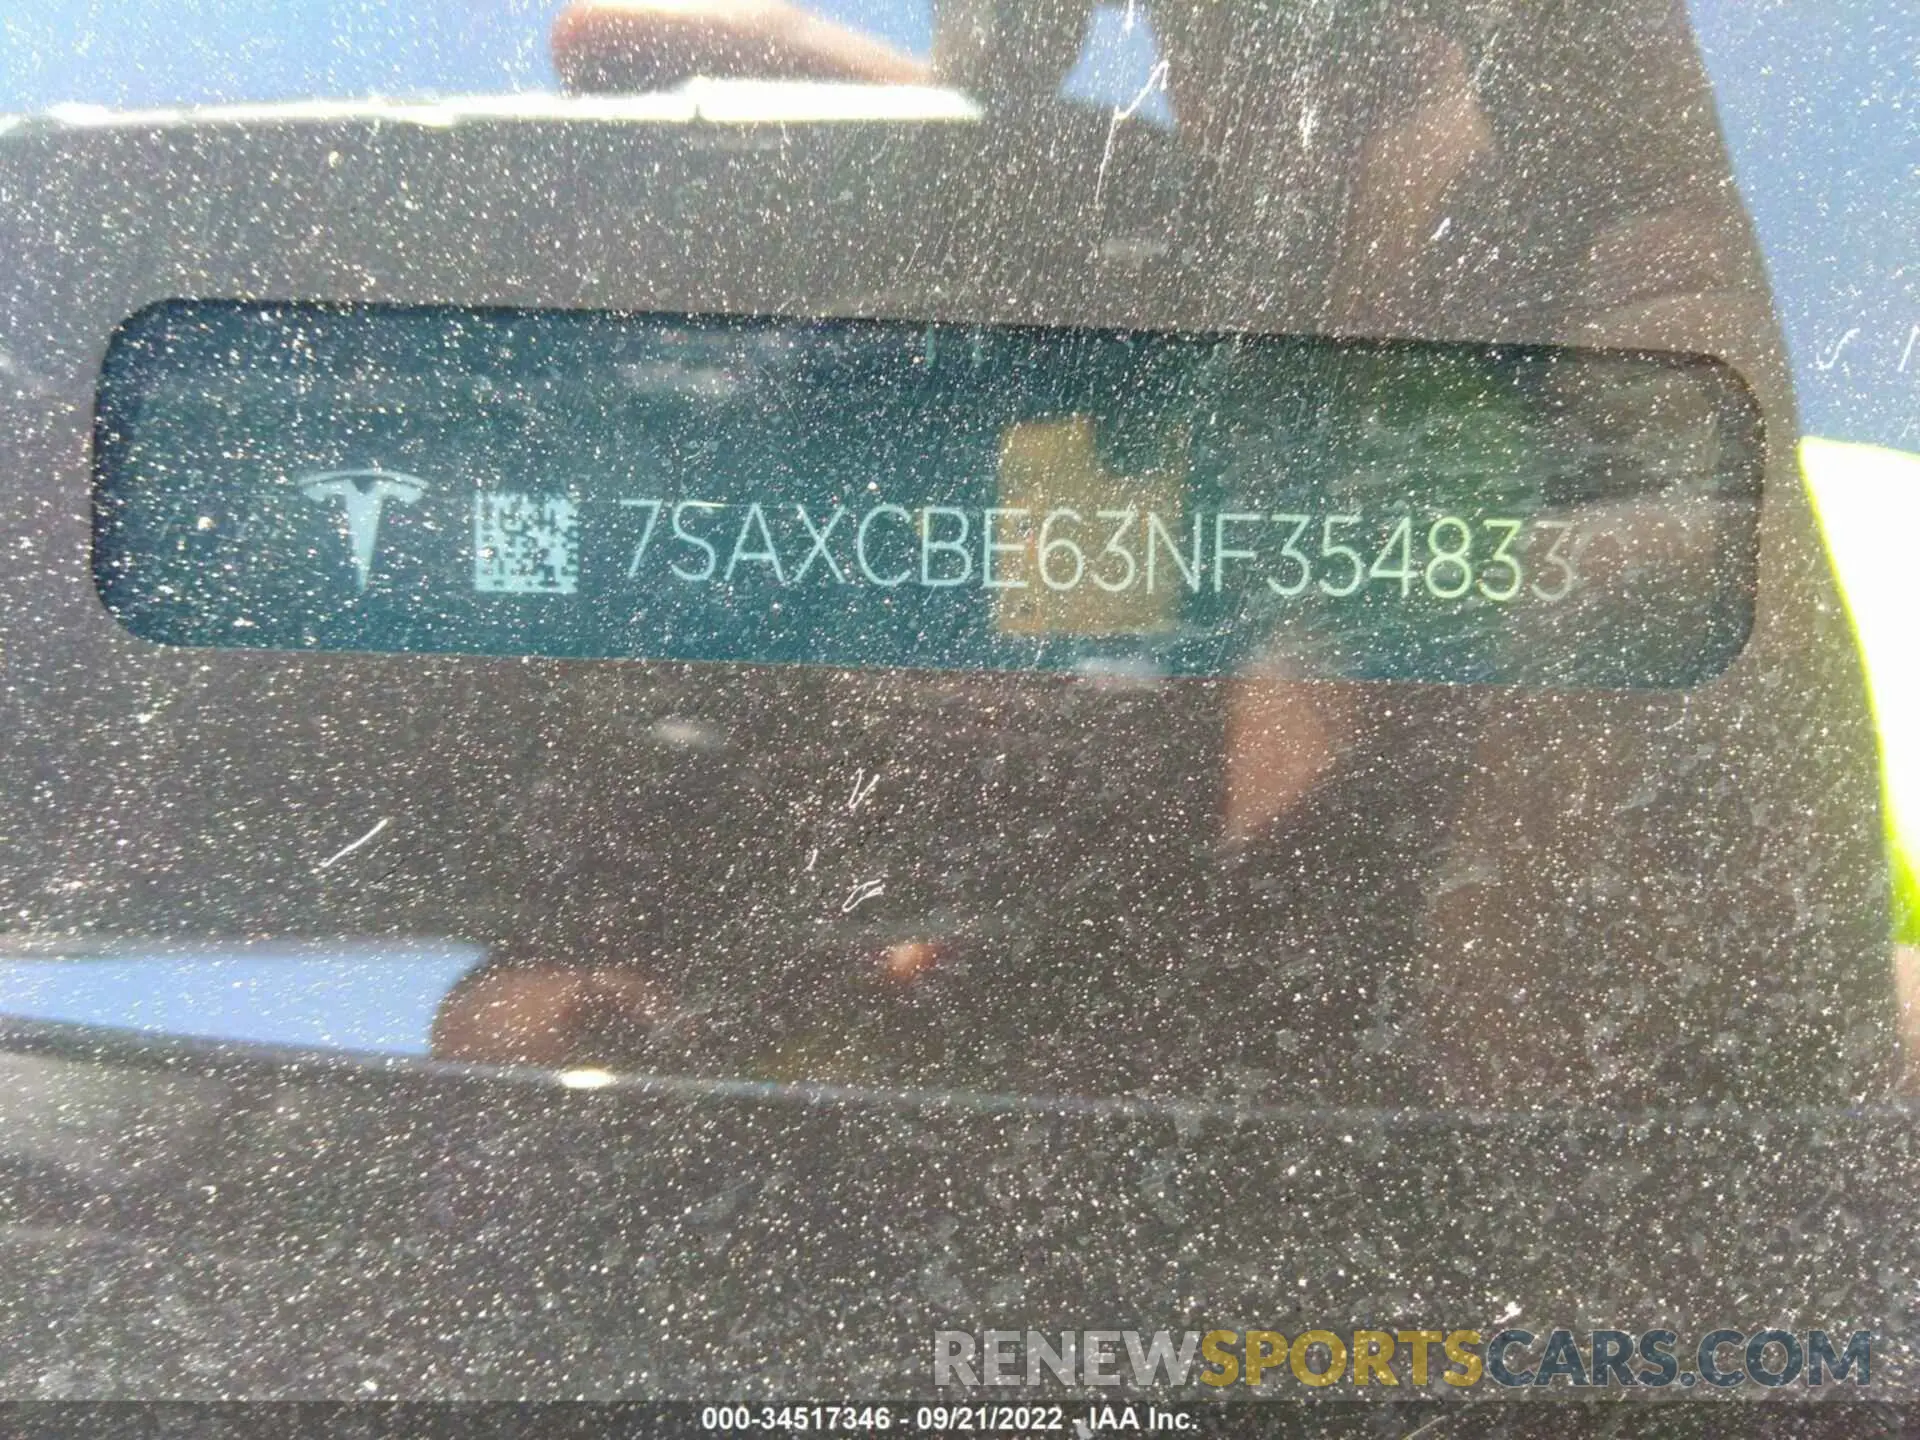 7SAXCBE63NF354833
RENEWSPORTSCARS.COM
000-34517346 - 09/21/2022 - IAA Inc.